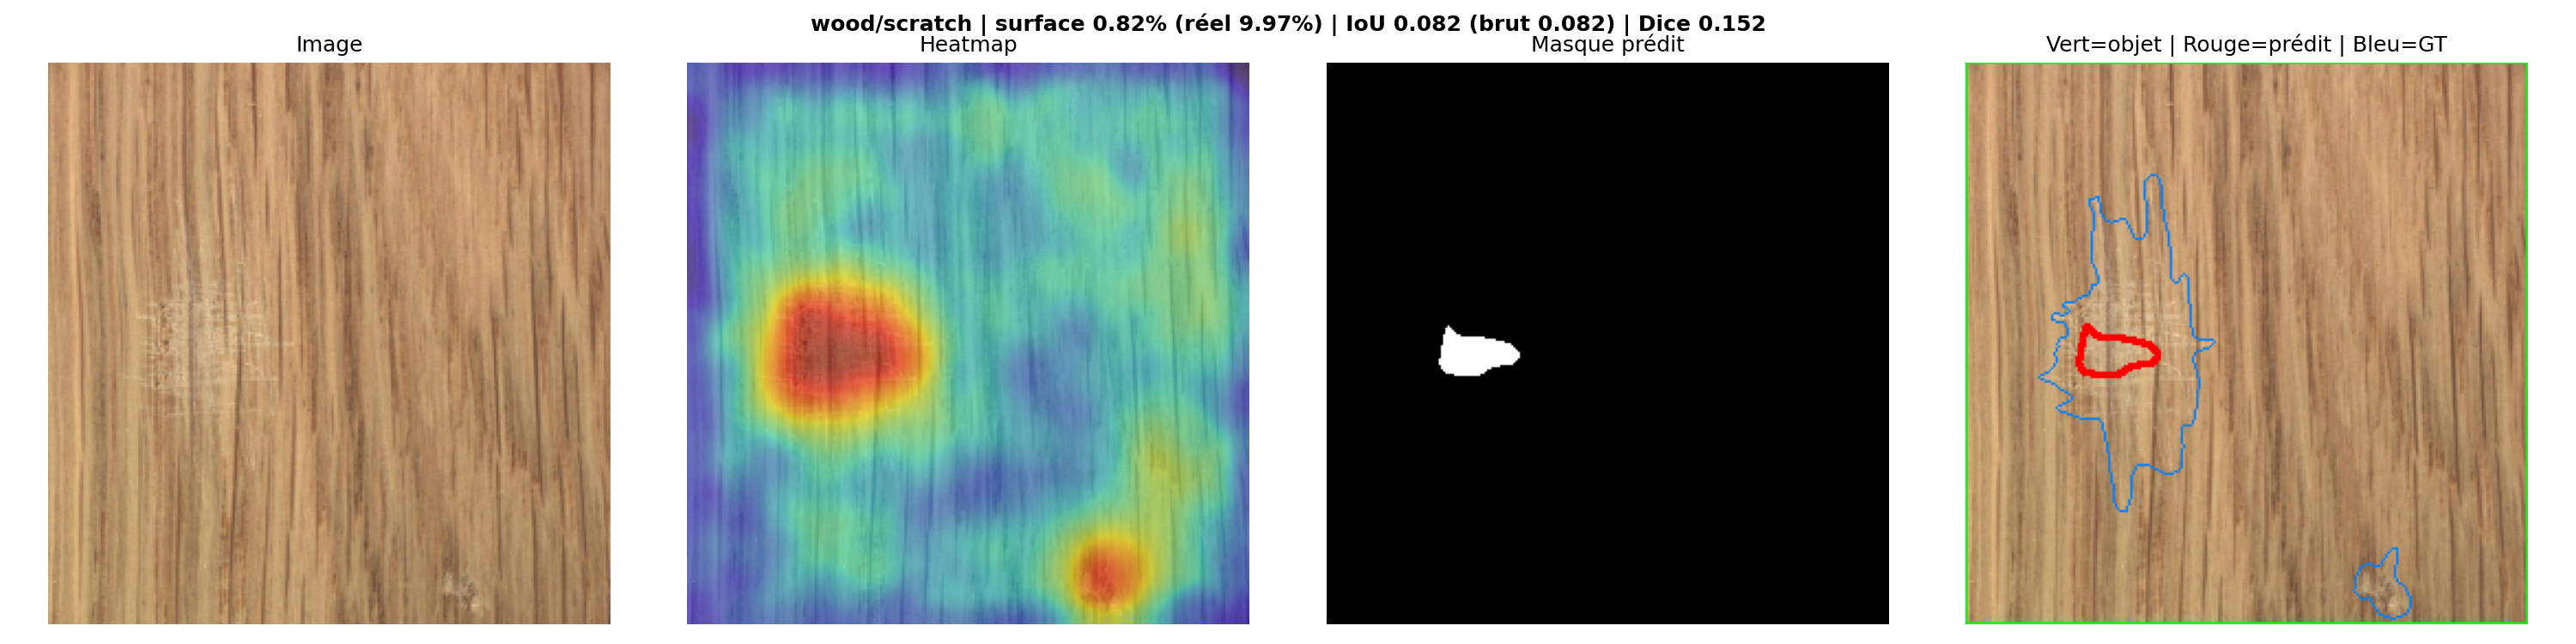 wood/scratch | surface 0.82% (réel 9.97%) | IoU 0.082 (brut 0.082) | Dice 0.152
Image
Heatmap
Masque prédit
Vert=objet | Rouge=prédit | Bleu=GT